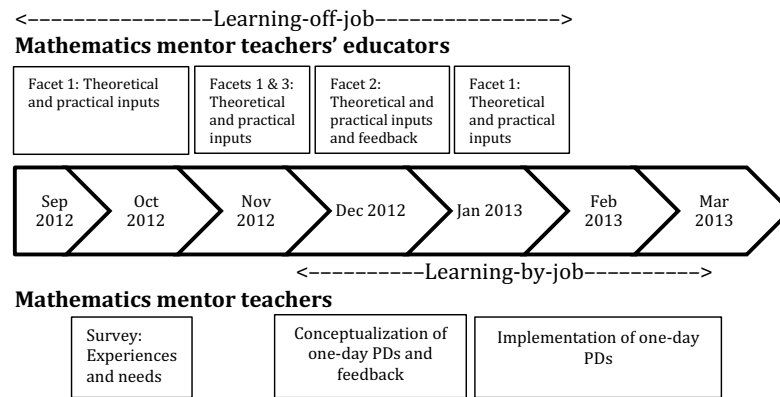 <----------------Learning-off-job---------------->
Mathematics mentor teachers’ educators
Facet 1: Theoretical
and practical inputs
Facets 1 & 3:
Theoretical
and practical
inputs
Facet 2:
Theoretical and
practical inputs
and feedback
Facet 1:
Theoretical
and practical
inputs
Sep
2012
Oct
2012
Nov
2012
Dec 2012
Jan 2013
Feb
2013
Mar
2013
<----------Learning-by-job---------->
Mathematics mentor teachers
Survey:
Experiences
and needs
Conceptualization of
one-day PDs and
feedback
Implementation of one-day
PDs